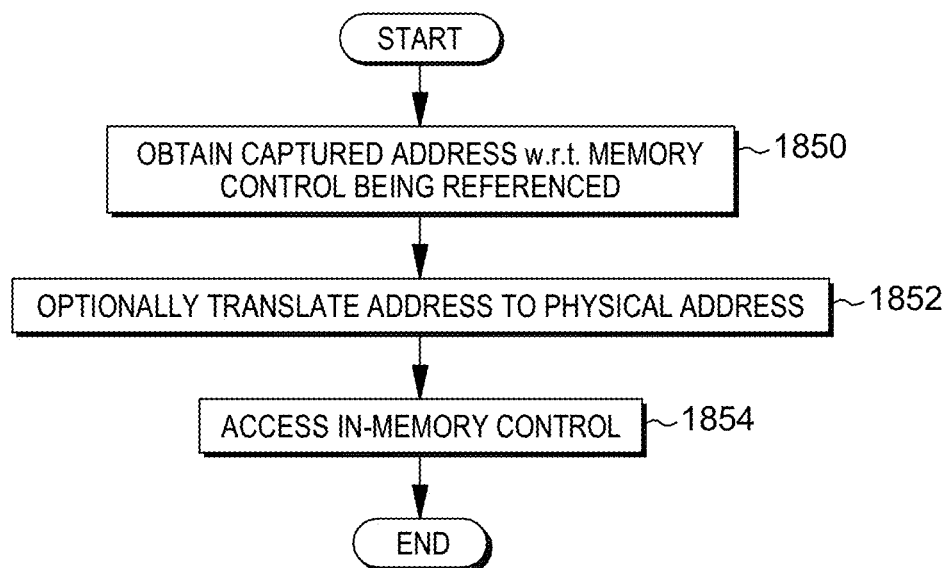 START
OBTAIN CAPTURED ADDRESS w.r.t. MEMORY
CONTROL BEING REFERENCED
1850
OPTIONALLY TRANSLATE ADDRESS TO PHYSICAL ADDRESS
1852
ACCESS IN-MEMORY CONTROL
1854
END